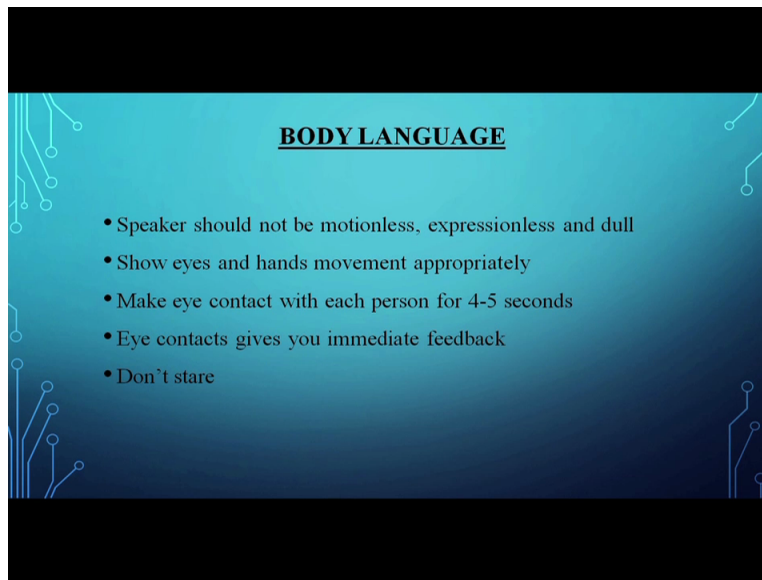 BODY LANGUAGE
• Speaker should not be motionless, expressionless and dull
• Show eyes and hands movement appropriately
• Make eye contact with each person for 4-5 seconds
• Eye contacts gives you immediate feedback
• Don’t stare